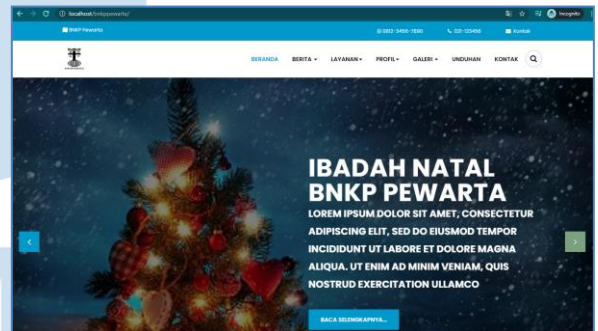 localhost/bnkppewarta/
Incognito
BNKP Pewarta
0812-3456-7890
021-123456
Kontak
BERANDA
BERITA
LAYANAN
PROFIL
GALERI
UNDUHAN
KONTAK
IBADAH NATAL
BNKP PEWARTA
LOREM IPSUM DOLOR SIT AMET, CONSECTETUR
ADIPISCING ELIT, SED DO EIUSMOD TEMPOR
INCIDIDUNT UT LABORE ET DOLORE MAGNA
ALIQUA. UT ENIM AD MINIM VENIAM, QUIS
NOSTRUD EXERCITATION ULLAMCO
BACA SELENGKAPNYA...